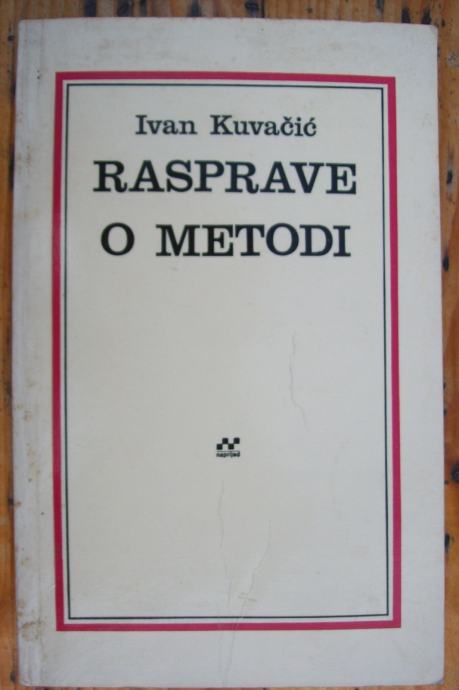 Ivan Kuvačić
RASPRAVE
O METODI
naprijed